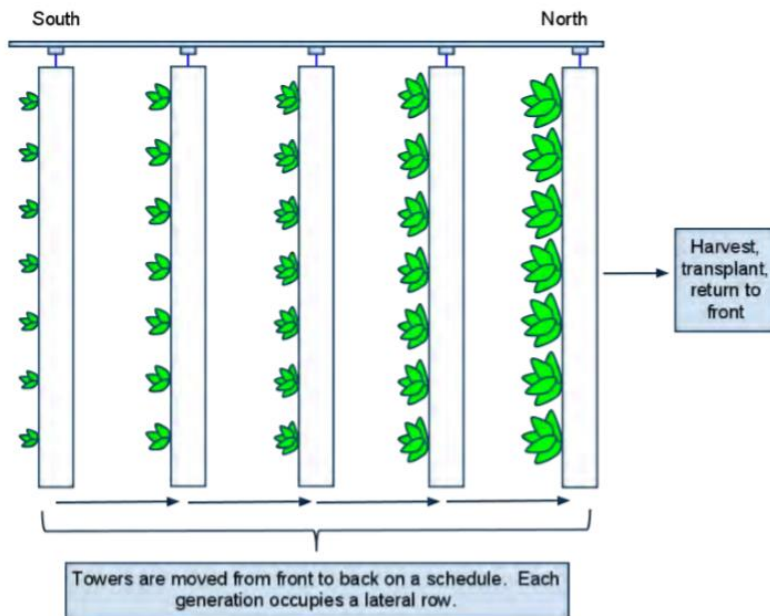 South
North
Harvest,
transplant,
return to
front
Towers are moved from front to back on a schedule.  Each
generation occupies a lateral row.